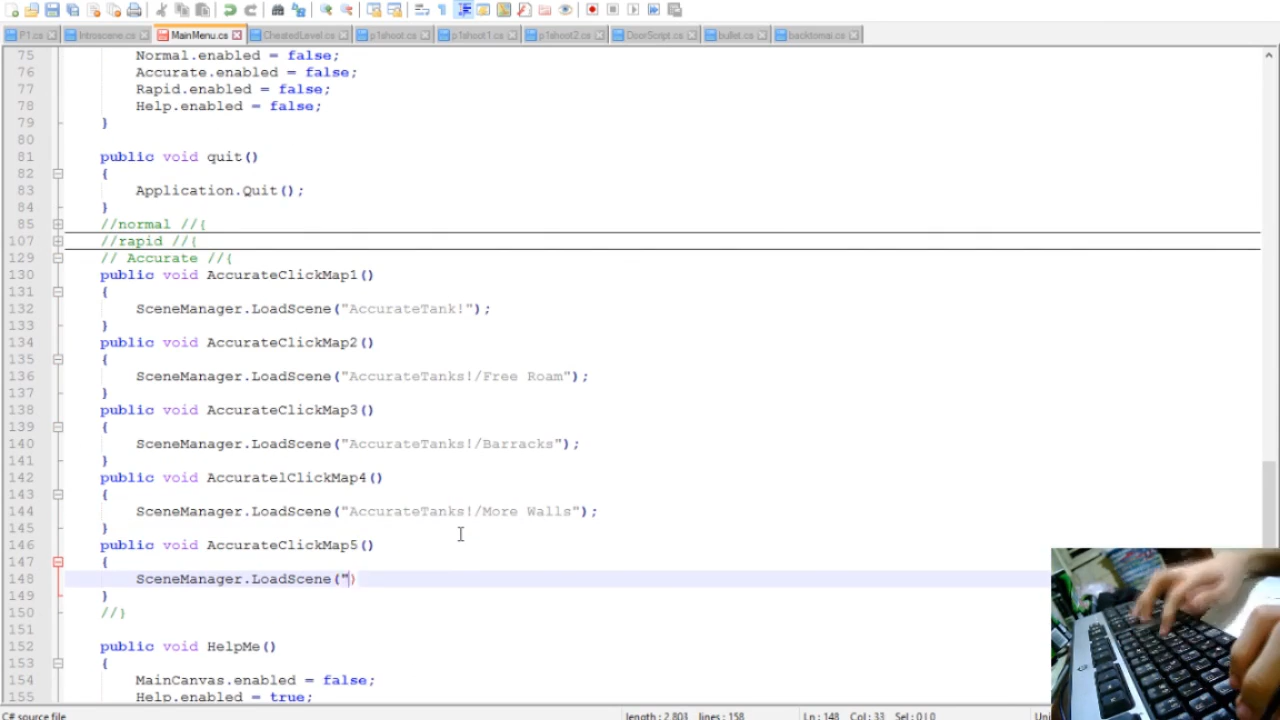 P1.cs Introscene.cs MainMenu.cs CheatedLevel.cs p1shoot.cs p1shoot1.cs p1shoot2.cs DoorScript.cs bullet.cs backtomai.cs
75 Normal.enabled = false;
76 Accurate.enabled = false;
77 Rapid.enabled = false;
78 Help.enabled = false;
79 }
80
81 public void quit()
82 {
83 Application.Quit();
84 }
85 //normal //{
107 //rapid //{
129 // Accurate //{
130 public void AccurateClickMap1()
131 {
132 SceneManager.LoadScene("AccurateTank!");
133 }
134 public void AccurateClickMap2()
135 {
136 SceneManager.LoadScene("AccurateTanks!/Free Roam");
137 }
138 public void AccurateClickMap3()
139 {
140 SceneManager.LoadScene("AccurateTanks!/Barracks");
141 }
142 public void AccuratelClickMap4()
143 {
144 SceneManager.LoadScene("AccurateTanks!/More Walls");
145 }
146 public void AccurateClickMap5()
147 {
148 SceneManager.LoadScene(")
149 }
150 //}
151
152 public void HelpMe()
153 {
154 MainCanvas.enabled = false;
155 Help.enabled = true;
C# source file length : 2,803 lines : 158 Ln : 148 Col : 33 Sel : 0 | 0